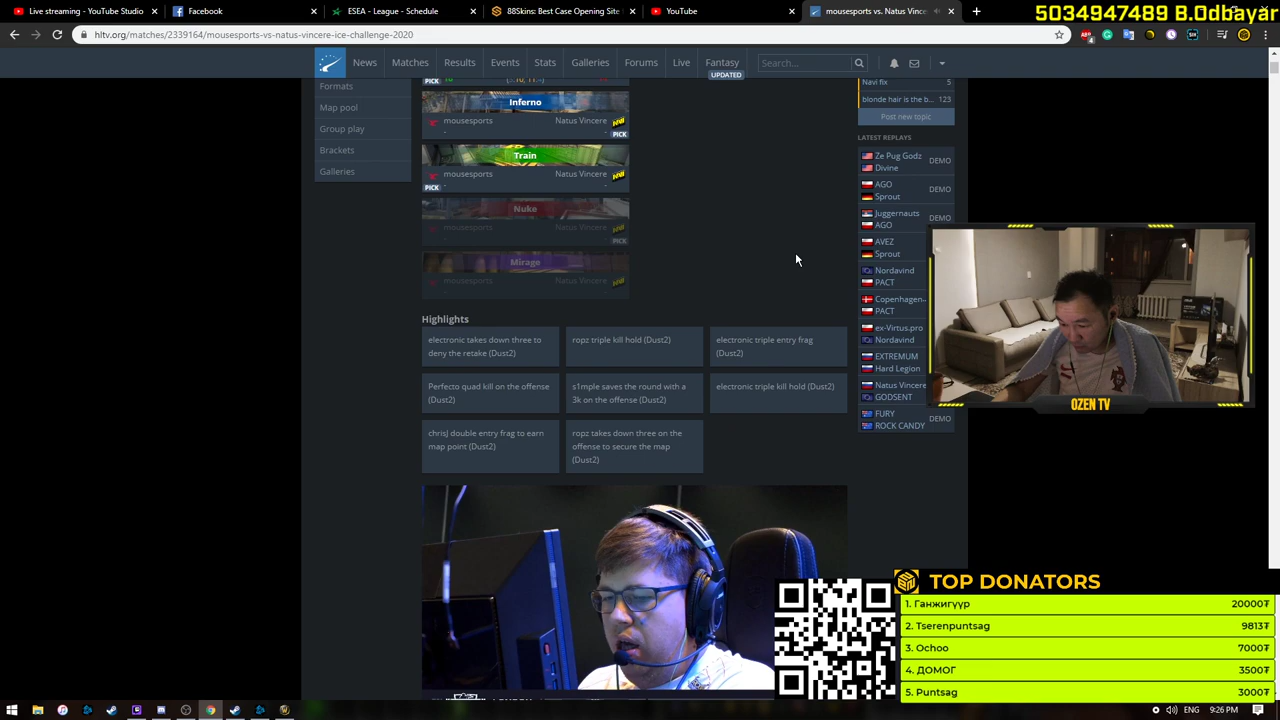 Live streaming - YouTube Studio
Facebook
ESEA - League - Schedule
88Skins: Best Case Opening Site
YouTube
mousesports vs. Natus Vince
5034947489 B.Odbayar
hltv.org/matches/2339164/mousesports-vs-natus-vincere-ice-challenge-2020
News
Matches
Results
Events
Stats
Galleries
Forums
Live
Fantasy
UPDATED
Search...
Formats
Map pool
Group play
Brackets
Galleries
PICK
Inferno
mousesports
Natus Vincere
-
-
PICK
Train
mousesports
Natus Vincere
-
-
PICK
Nuke
mousesports
Natus Vincere
-
-
PICK
Mirage
mousesports
Natus Vincere
-
-
Highlights
electronic takes down three to
deny the retake (Dust2)
ropz triple kill hold (Dust2)
electronic triple entry frag
(Dust2)
Perfecto quad kill on the offense
(Dust2)
s1mple saves the round with a
3k on the offense (Dust2)
electronic triple kill hold (Dust2)
chrisJ double entry frag to earn
map point (Dust2)
ropz takes down three on the
offense to secure the map
(Dust2)
Navi fix
5
blonde hair is the b...
123
Post new topic
LATEST REPLAYS
Ze Pug Godz
Divine
DEMO
AGO
Sprout
DEMO
Juggernauts
AGO
DEMO
AVEZ
Sprout
Nordavind
PACT
Copenhagen..
PACT
ex-Virtus.pro
Nordavind
EXTREMUM
Hard Legion
Natus Vincere
GODSENT
FURY
ROCK CANDY
DEMO
OZEN TV
TOP DONATORS
1. Ганжигүүр 20000₮
2. Tserenpuntsag 9813₮
3. Ochoo 7000₮
4. ДОМОГ 3500₮
5. Puntsag 3000₮
ENG
9:26 PM